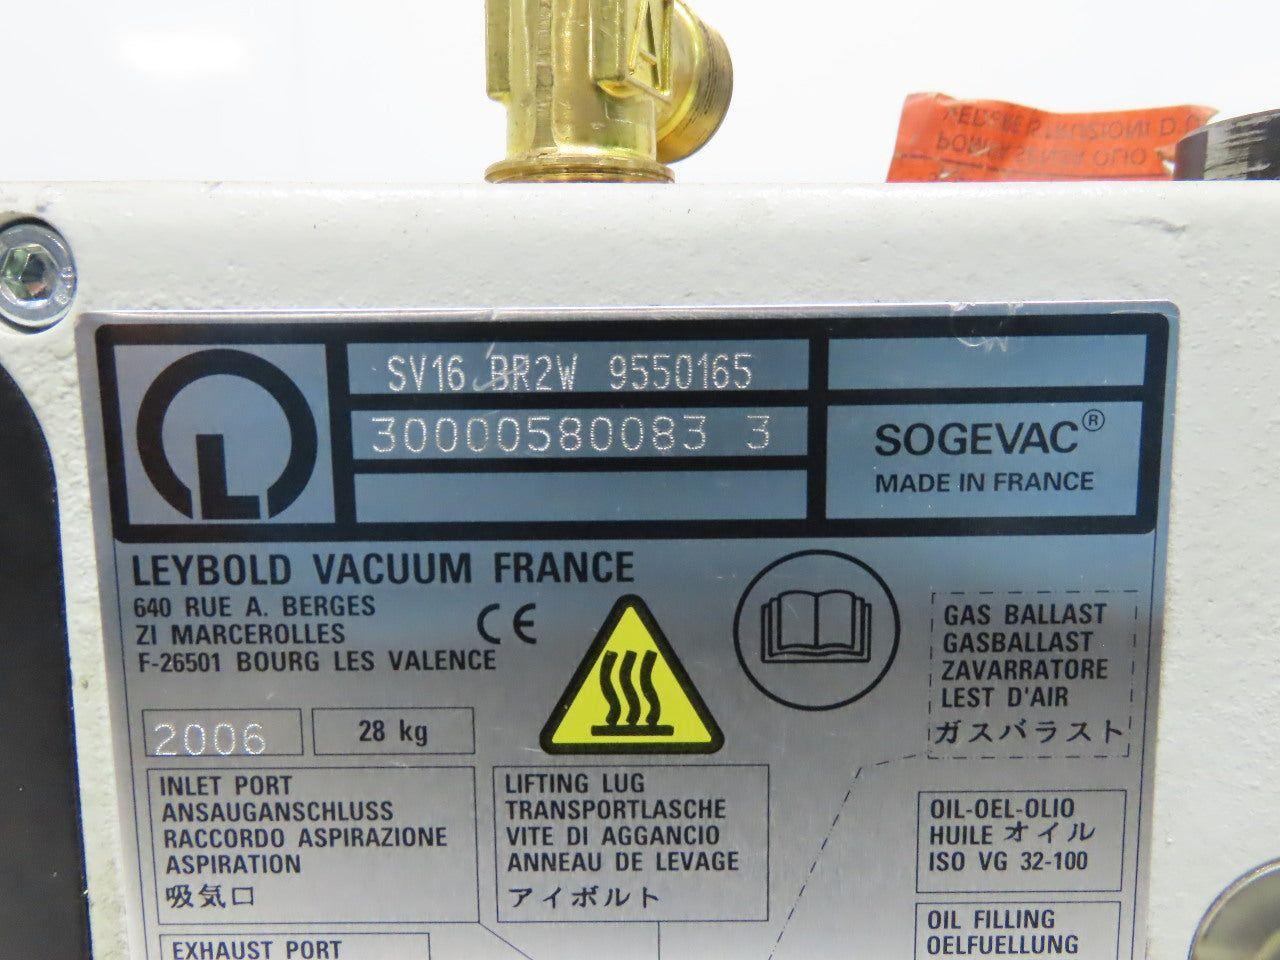 SV16 BR2W 9550165
30000580083 3
SOGEVAC®
MADE IN FRANCE
L
LEYBOLD VACUUM FRANCE
640 RUE A. BERGES
ZI MARCEROLLES
F-26501 BOURG LES VALENCE
CE
2006
28 kg
GAS BALLAST
GASBALLAST
ZAVARRATORE
LEST D'AIR
ガスバラスト
INLET PORT
ANSAUGANSCHLUSS
RACCORDO ASPIRAZIONE
ASPIRATION
吸気口
LIFTING LUG
TRANSPORTLASCHE
VITE DI AGGANCIO
ANNEAU DE LEVAGE
アイボルト
OIL-OEL-OLIO
HUILE オイル
ISO VG 32-100
EXHAUST PORT
OIL FILLING
OELFUELLUNG